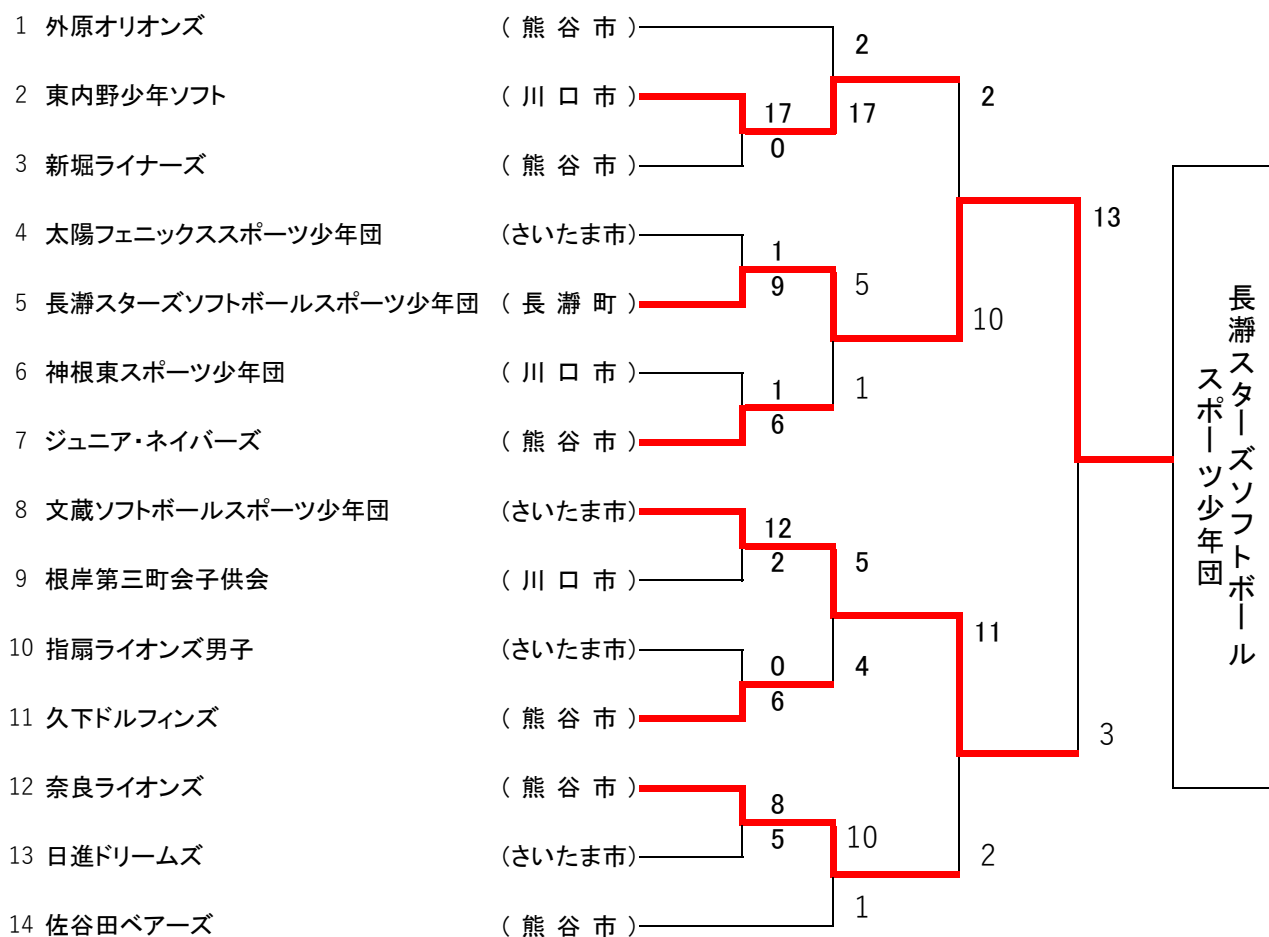 1 外原オリオンズ (熊谷市)
2
2 東内野少年ソフト (川口市)
2
17
17
0
3 新堀ライナーズ (熊谷市)
13
4 太陽フェニックススポーツ少年団 (さいたま市)
1
9
5
5 長瀞スターズソフトボールスポーツ少年団 (長瀞町)
10
6 神根東スポーツ少年団 (川口市)
1
6
1
7 ジュニア・ネイバーズ (熊谷市)
8 文蔵ソフトボールスポーツ少年団 (さいたま市)
12
2
5
9 根岸第三町会子供会 (川口市)
11
10 指扇ライオンズ男子 (さいたま市)
0
6
4
11 久下ドルフィンズ (熊谷市)
3
12 奈良ライオンズ (熊谷市)
8
5
10
13 日進ドリームズ (さいたま市)
2
1
14 佐谷田ベアーズ (熊谷市)
長瀞スターズソフトボール
スポーツ少年団